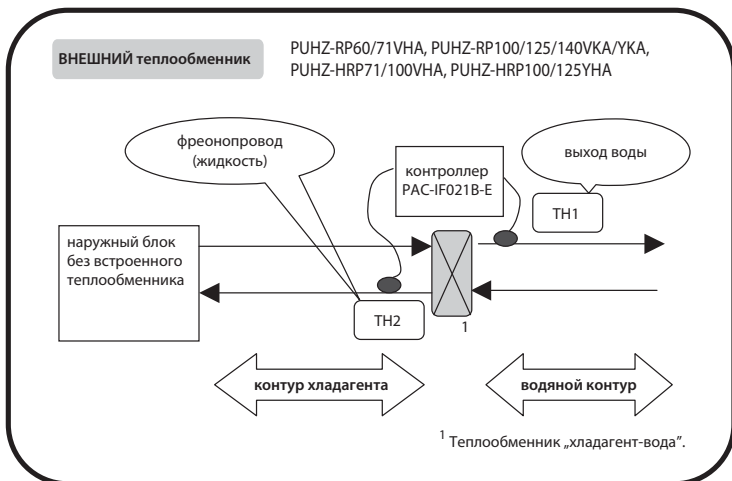 ВНЕШНИЙ теплообменник
PUHZ-RP60/71VHA, PUHZ-RP100/125/140VKA/YKA,
PUHZ-HRP71/100VHA, PUHZ-HRP100/125YHA
фреонопровод
(жидкость)
контроллер
PAC-IF021B-E
выход воды
TH1
наружный блок
без встроенного
теплообменника
TH2
1
контур хладагента
водяной контур
1 Теплообменник „хладагент-вода”.